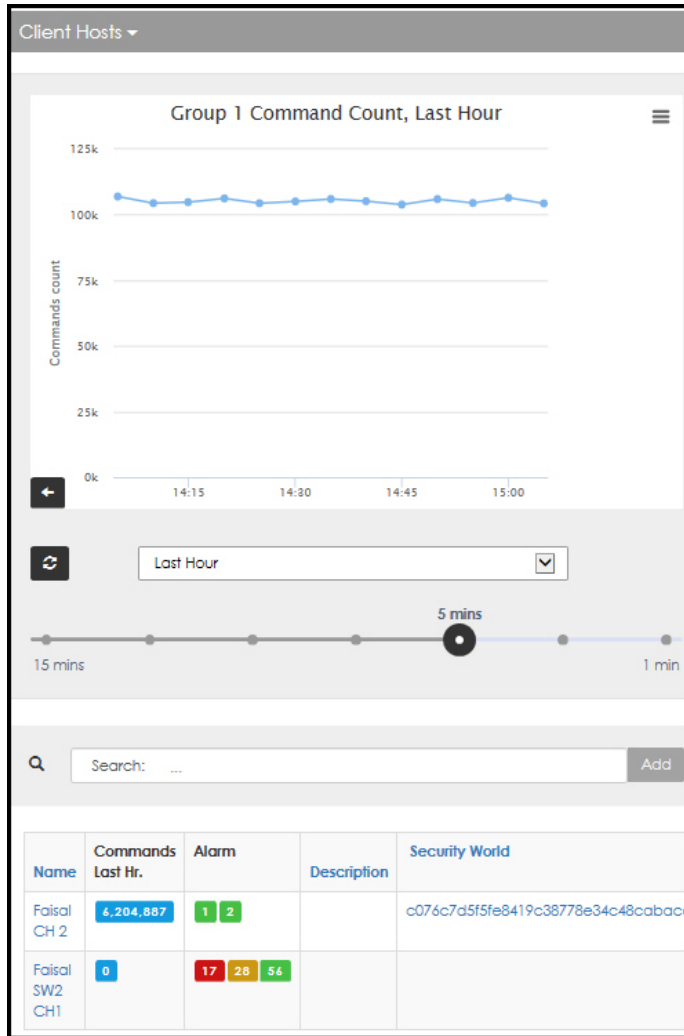 Client Hosts
Group 1 Command Count, Last Hour
125k
100k
75k
50k
25k
0k
Commands count
14:15 14:30 14:45 15:00
Last Hour
5 mins
15 mins 1 min
Search: ...
Add
Name Commands Last Hr. Alarm Description Security World
Faisal CH 2 6,204,887 1 2 c076c7d5f5fe8419c38778e34c48cabac
Faisal SW2 CH1 0 17 28 56